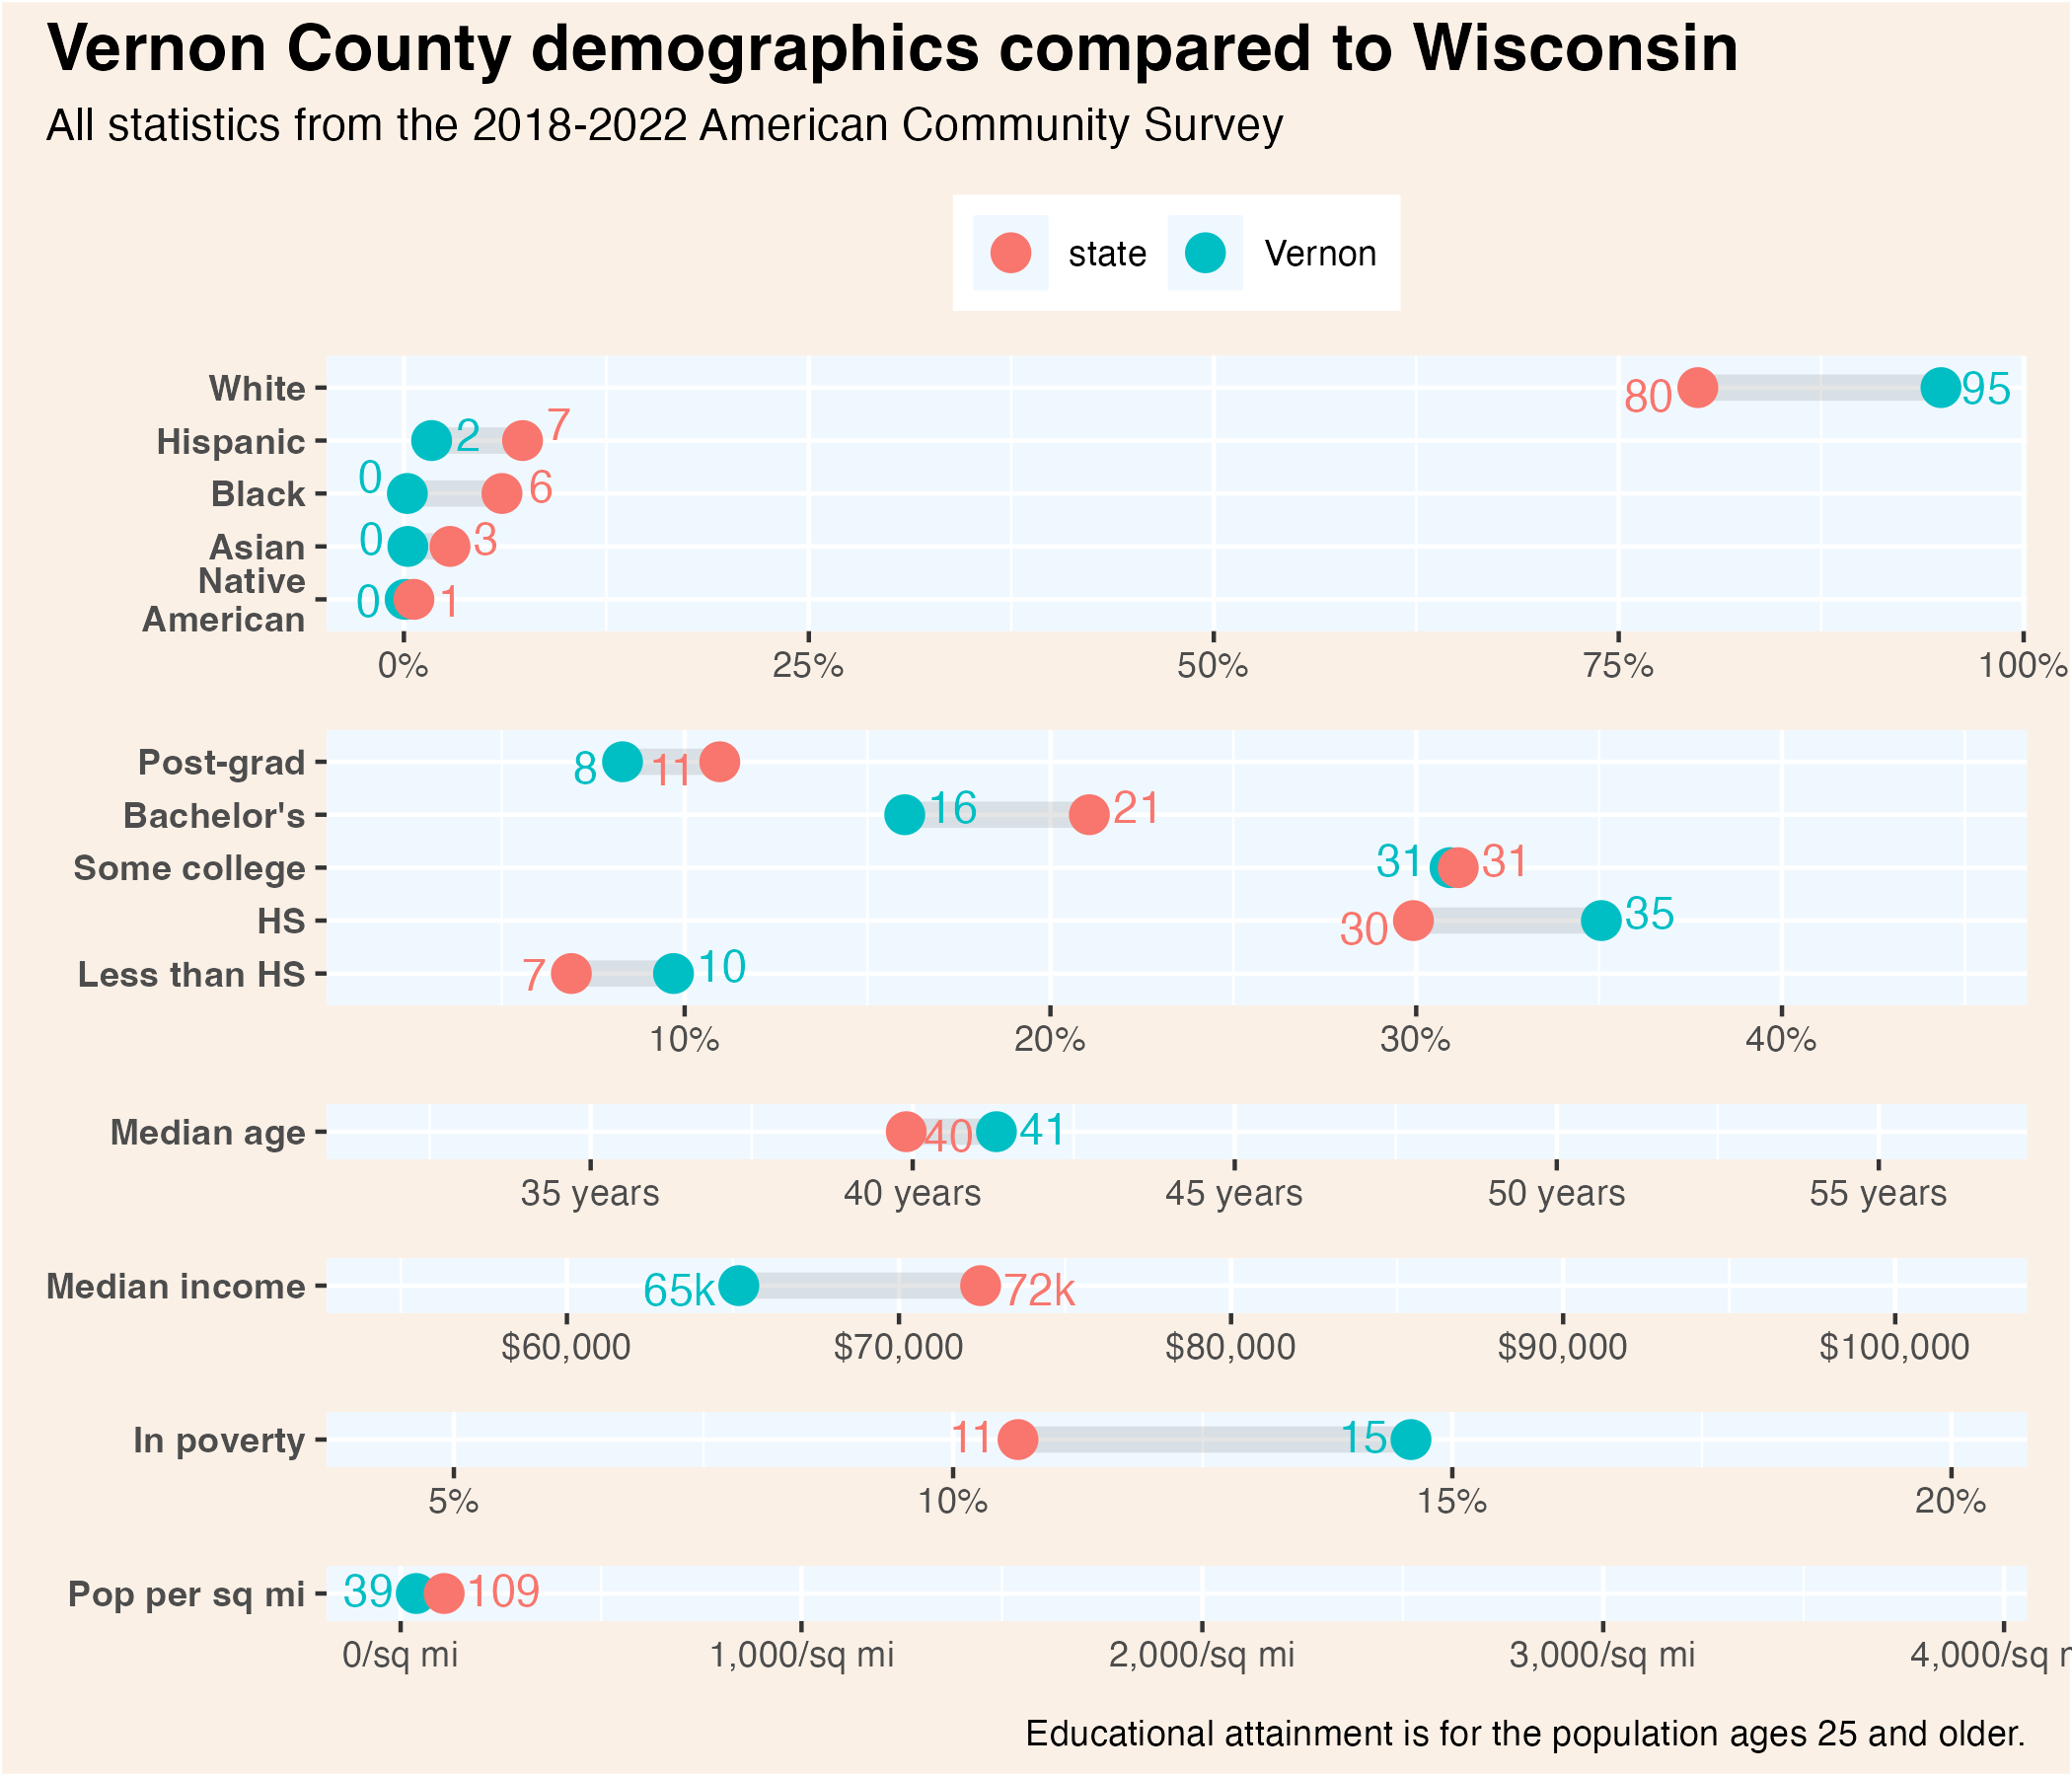 Vernon County demographics compared to Wisconsin
All statistics from the 2018-2022 American Community Survey
state Vernon
White 80 95
Hispanic 2 7
Black 0 6
Asian 0 3
Native
American 0 1
0% 25% 50% 75% 100%
Post-grad 8 11
Bachelor's 16 21
Some college 31 31
HS 30 35
Less than HS 7 10
10% 20% 30% 40%
Median age 40 41
35 years 40 years 45 years 50 years 55 years
Median income 65k 72k
$60,000 $70,000 $80,000 $90,000 $100,000
In poverty 11 15
5% 10% 15% 20%
Pop per sq mi 39 109
0/sq mi 1,000/sq mi 2,000/sq mi 3,000/sq mi 4,000/sq
Educational attainment is for the population ages 25 and older.